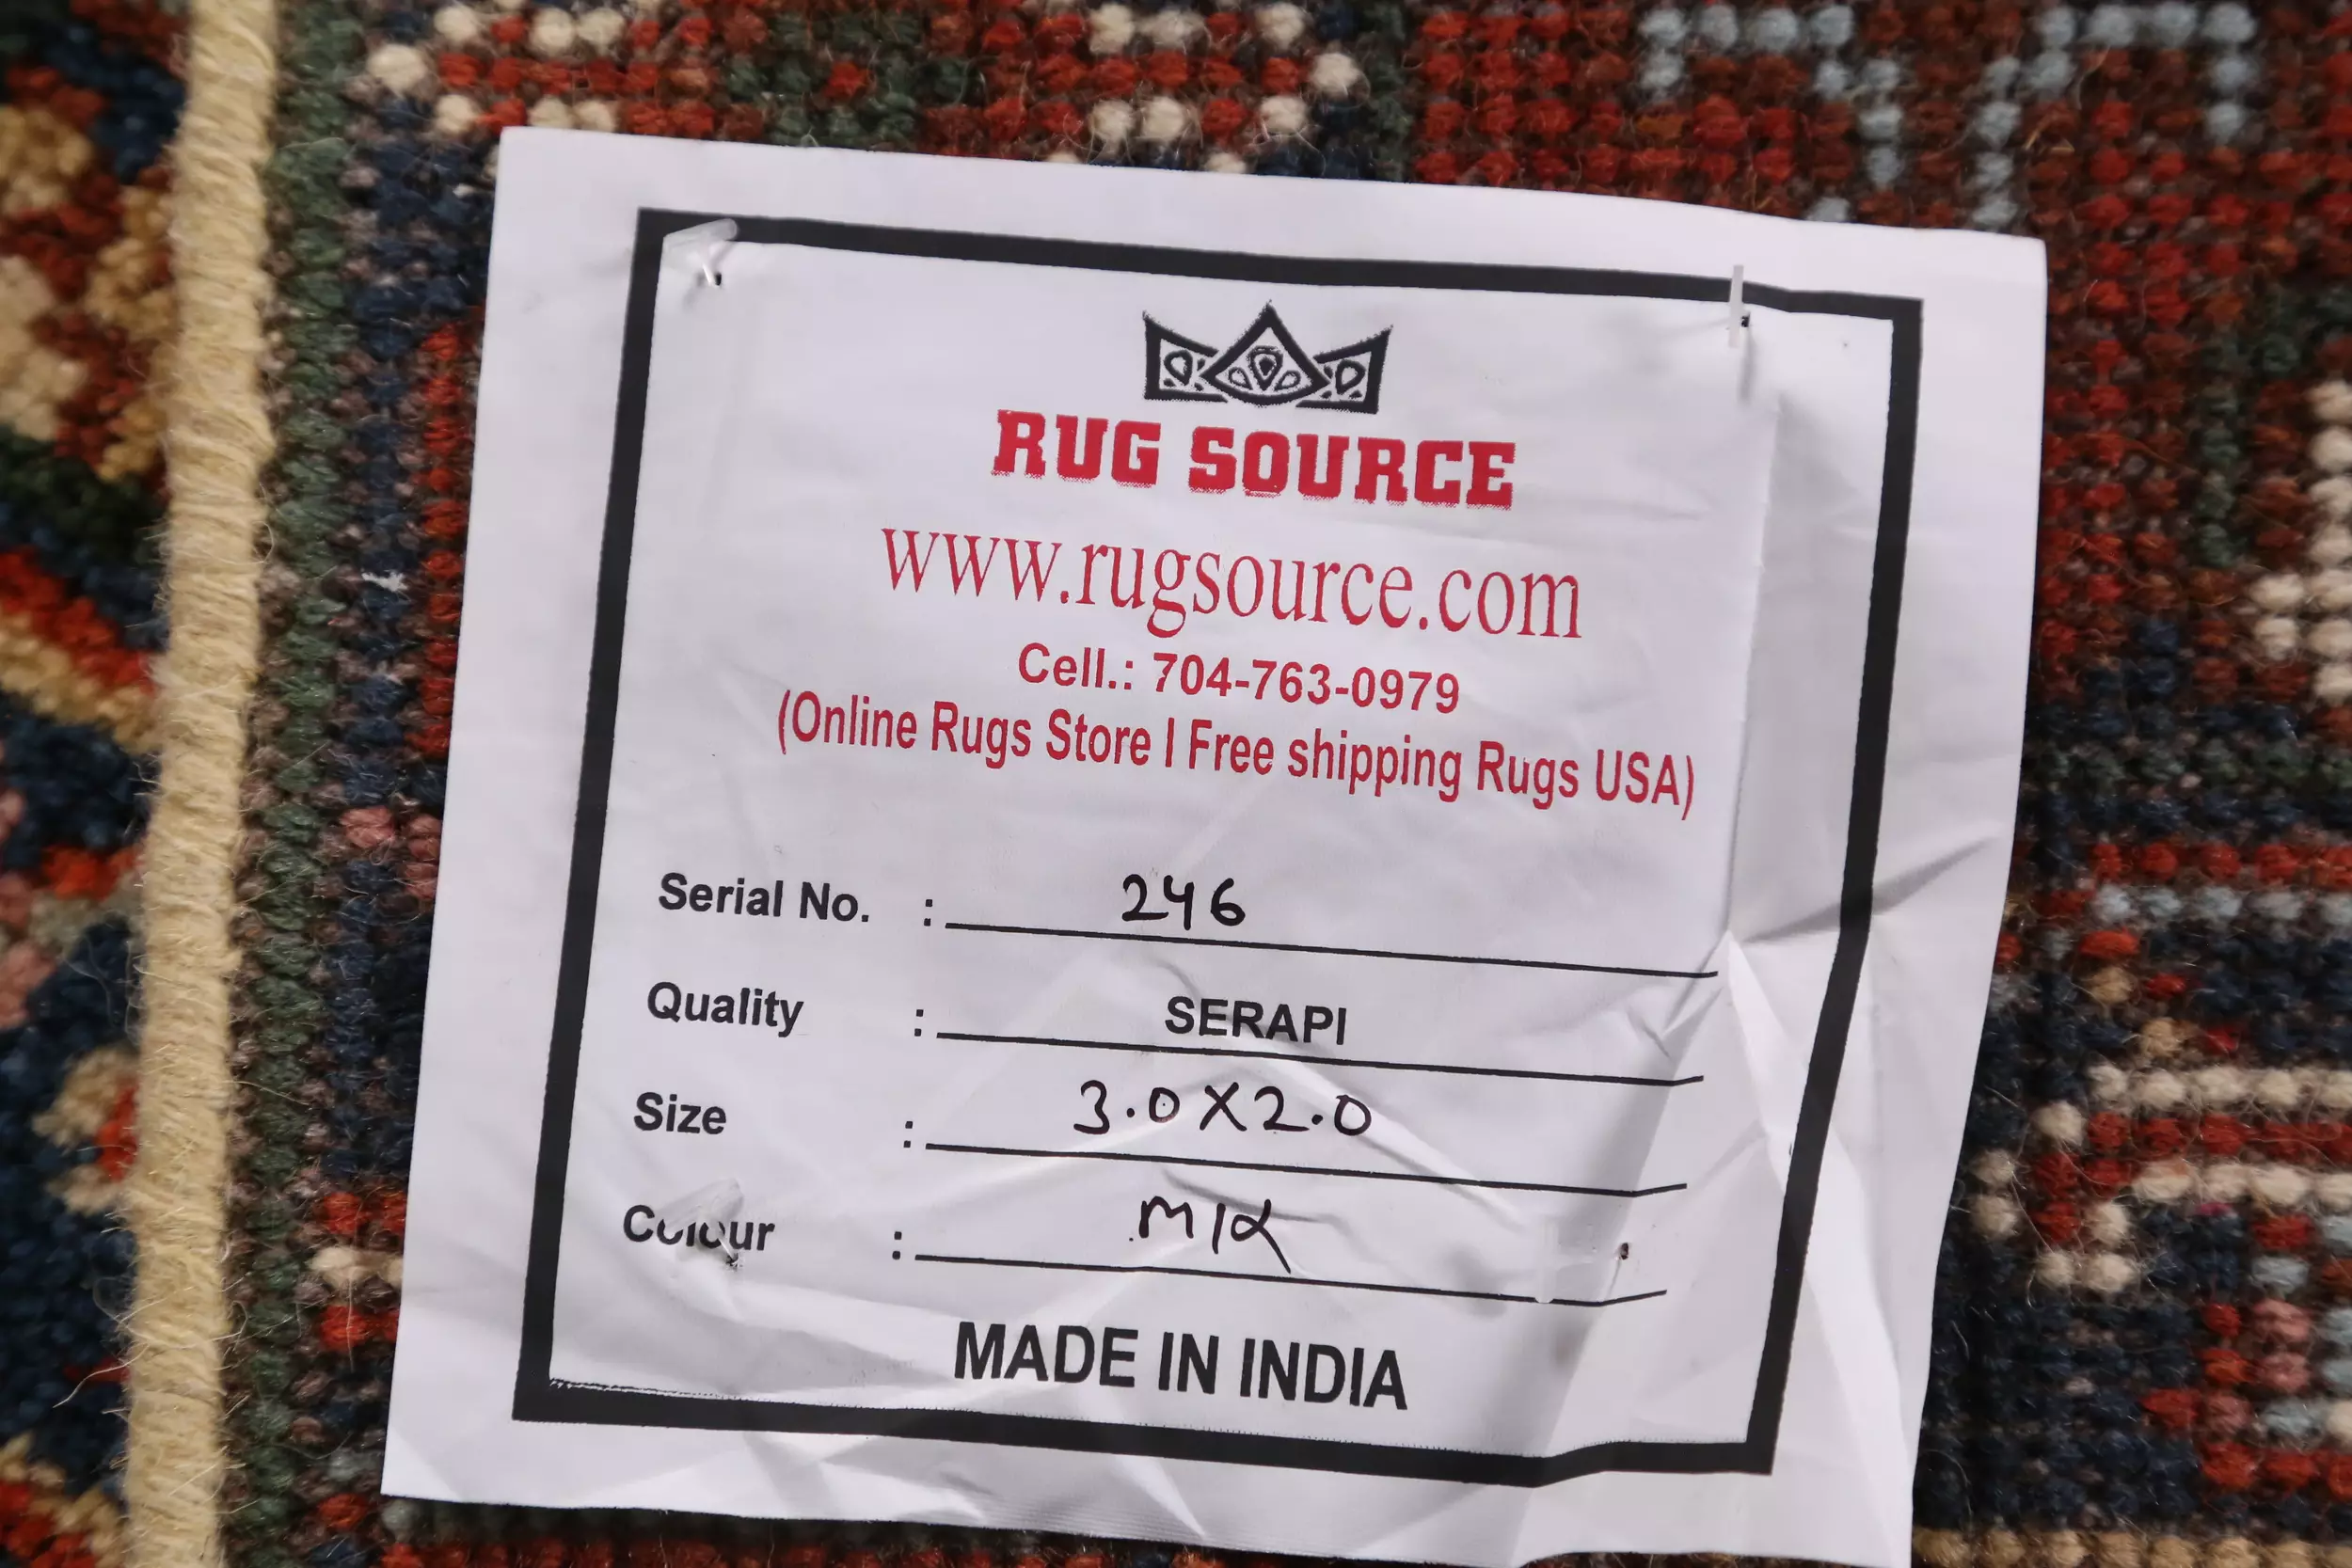 RUG SOURCE
www.rugsource.com
Cell.: 704-763-0979
(Online Rugs Store I Free shipping Rugs USA)
Serial No. : 246
Quality : SERAPI
Size : 3.0X2.0
Colour : MIX
MADE IN INDIA